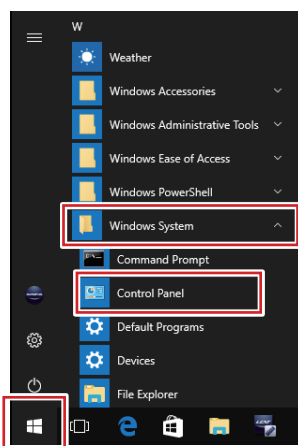 W
Weather
Windows Accessories
Windows Administrative Tools
Windows Ease of Access
Windows PowerShell
Windows System
Command Prompt
Control Panel
Default Programs
Devices
File Explorer